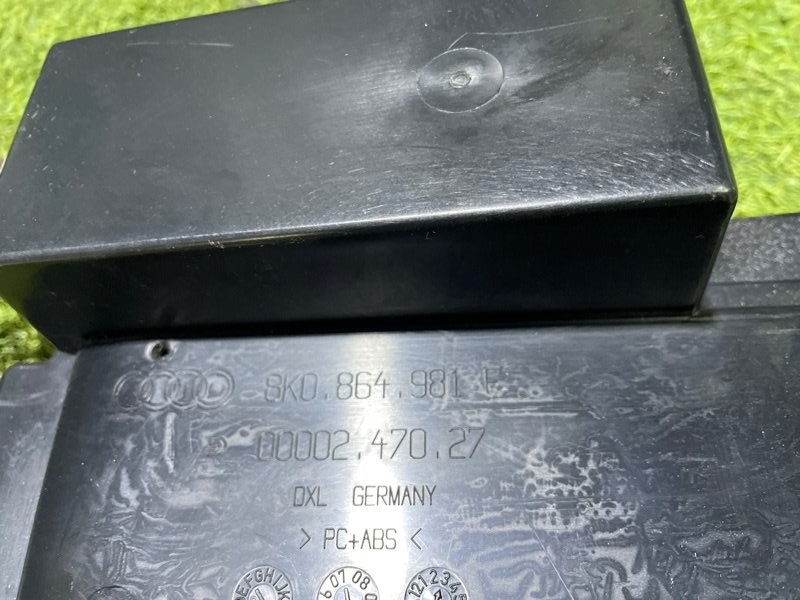 8K0.864.981
00002.470.27
DXL GERMANY
> PC+ABS <